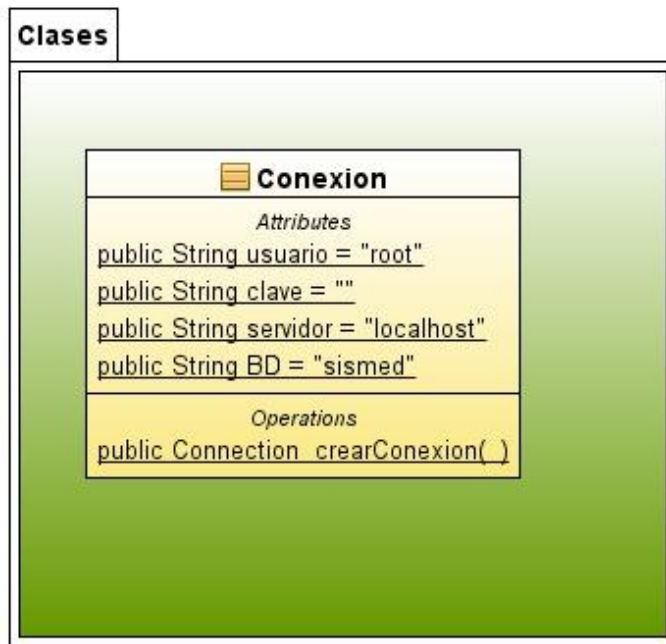 Clases
Conexion
Attributes
public String usuario = "root"
public String clave = ""
public String servidor = "localhost"
public String BD = "sismed"
Operations
public Connection crearConexion( )